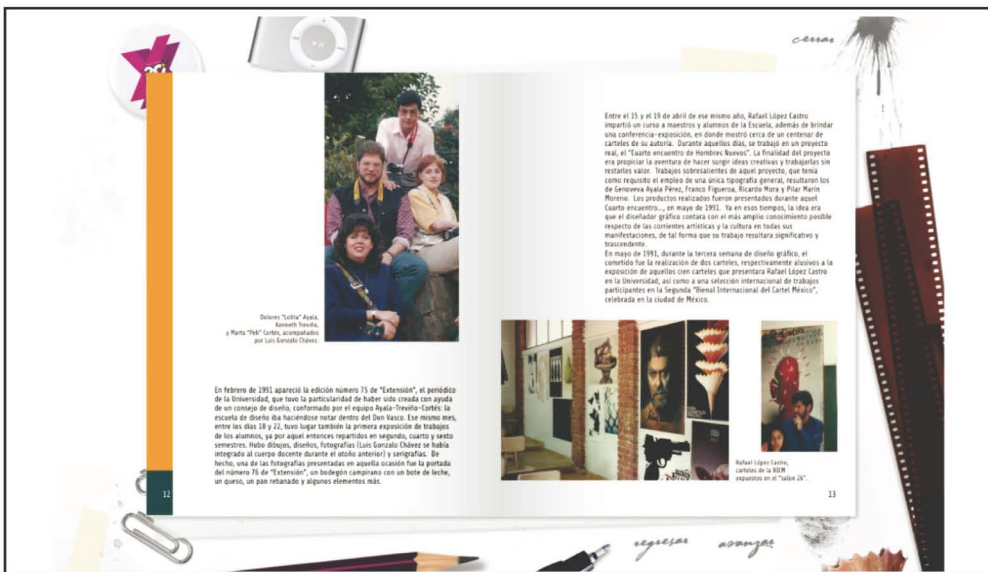 cerrar
Dolores "Lolita" Ayala,
Kenneth Treviño,
y Marta "Peli" Cortés, acompañados
por Luis Gonzalo Chávez.
En febrero de 1991 apareció la edición número 75 de "Extensión", el periódico
de la Universidad, que tuvo la particularidad de haber sido creada con ayuda
de un consejo de diseño, conformado por el equipo Ayala-Treviño-Cortés: la
escuela de diseño iba haciéndose notar dentro del Don Vasco. Ese mismo mes,
entre los días 18 y 22, tuvo lugar también la primera exposición de trabajos
de los alumnos, ya por aquel entonces repartidos en segundo, cuarto y sexto
semestres. Hubo dibujos, diseños, fotografías (Luis Gonzalo Chávez se había
integrado al cuerpo docente durante el otoño anterior) y serigrafías. De
hecho, una de las fotografías presentadas en aquella ocasión fue la portada
del número 76 de "Extensión", un bodegón campirano con un bote de leche,
un queso, un pan rebanado y algunos elementos más.
12
Entre el 15 y el 19 de abril de ese mismo año, Rafael López Castro
impartió un curso a maestros y alumnos de la Escuela, además de brindar
una conferencia-exposición, en donde mostró cerca de un centenar de
carteles de su autoría. Durante aquellos días, se trabajó en un proyecto
real, el "Cuarto encuentro de Hombres Nuevos". La finalidad del proyecto
era propiciar la aventura de hacer surgir ideas creativas y trabajarlas sin
restarles valor. Trabajos sobresalientes de aquel proyecto, que tenía
como requisito el empleo de una única tipografía general, resultaron los
de Genoveva Ayala Pérez, Franco Figueroa, Ricardo Mora y Pilar Marín
Moreno. Los productos realizados fueron presentados durante aquel
Cuarto encuentro..., en mayo de 1991. Ya en esos tiempos, la idea era
que el diseñador gráfico contara con el más amplio conocimiento posible
respecto de las corrientes artísticas y la cultura en todas sus
manifestaciones, de tal forma que su trabajo resultara significativo y
trascendente.
En mayo de 1991, durante la tercera semana de diseño gráfico, el
cometido fue la realización de dos carteles, respectivamente alusivos a la
exposición de aquellos cien carteles que presentara Rafael López Castro
en la Universidad, así como a una selección internacional de trabajos
participantes en la Segunda "Bienal Internacional del Cartel México",
celebrada en la ciudad de México.
Rafael López Castro,
carteles de la BICM
expuestos en el "salon 26".
13
regresar
avanzar